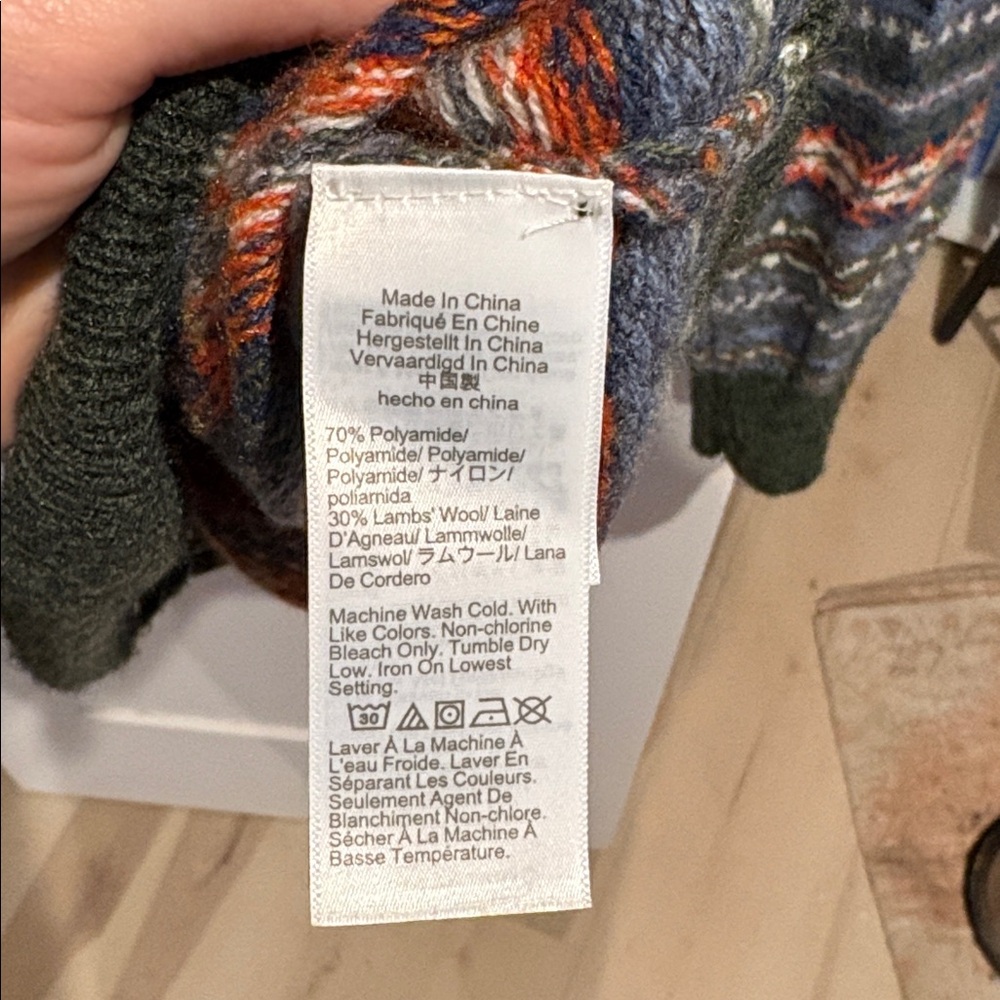 Made In China
Fabriqué En Chine
Hergestellt In China
Vervaardigd In China
中国製
hecho en china
70% Polyamide/
Polyamide/ Polyamide/
Polyamide/ ナイロン/
poliamida
30% Lambs' Wool/ Laine
D'Agneau/ Lammwolle/
Lamswol/ ラムウール/ Lana
De Cordero
Machine Wash Cold. With
Like Colors. Non-chlorine
Bleach Only. Tumble Dry
Low. Iron On Lowest
Setting.
30
Laver À La Machine À
L'eau Froide. Laver En
Séparant Les Couleurs.
Seulement Agent De
Blanchiment Non-chlore.
Sécher À La Machine À
Basse Température.